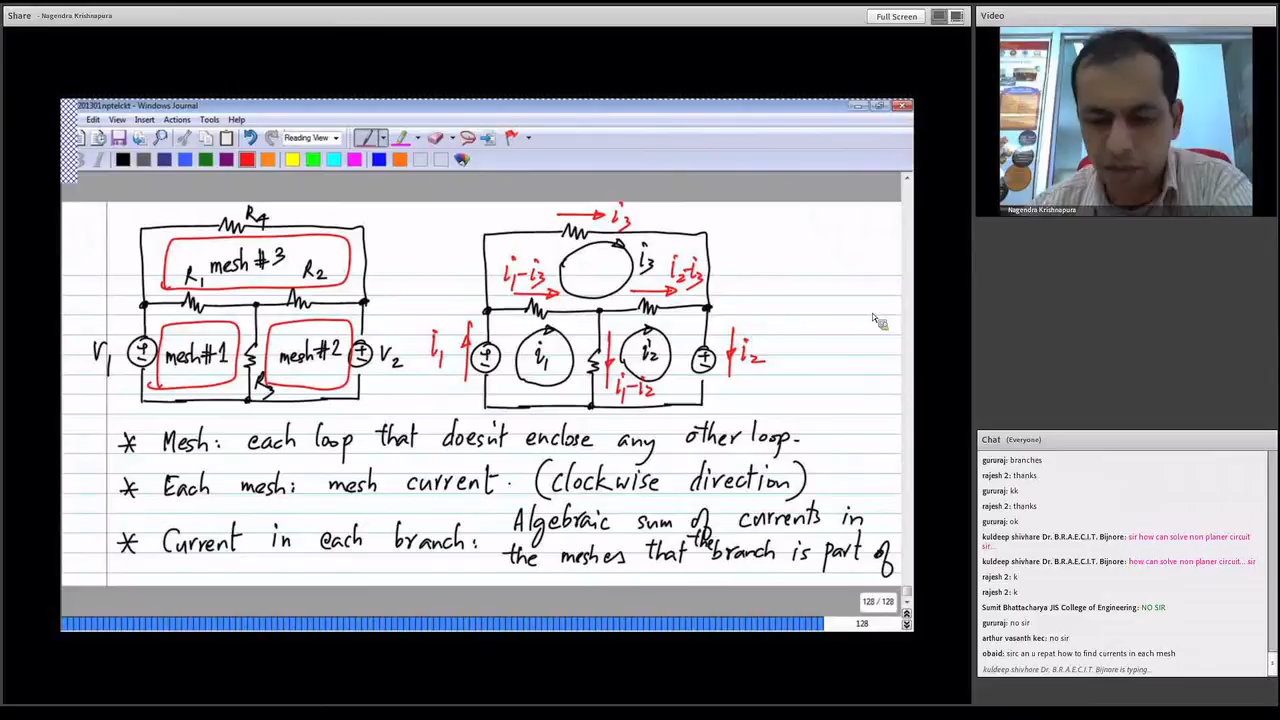 Share - Nagendra Krishnapura
Full Screen
Video
201301nptelckt - Windows Journal
Edit View Insert Actions Tools Help
Reading View
R4
mesh #3
R1
R2
V1
mesh#1
mesh#2
V2
R3
i3
i3
i1-i3
i2-i3
i1
i1
i2
i2
i1-i2
* Mesh: each loop that doesn't enclose any other loop.
* Each mesh: mesh current. (clockwise direction)
* Current in each branch: Algebraic sum of currents in
the meshes that the branch is part of
128 / 128
128
Nagendra Krishnapura
Chat (Everyone)
gururaj: branches
rajesh 2: thanks
gururaj: kk
rajesh 2: thanks
gururaj: ok
kuldeep shivhare Dr. B.R.A.E.C.I.T. Bijnore: sir how can solve non planer circuit
sir...
kuldeep shivhare Dr. B.R.A.E.C.I.T. Bijnore: how can solve non planer circuit... sir
rajesh 2: k
rajesh 2: k
Sumit Bhattacharya JIS College of Engineering: NO SIR
gururaj: no sir
arthur vasanth kec: no sir
obaid: sirc an u repat how to find currents in each mesh
kuldeep shivhare Dr. B.R.A.E.C.I.T. Bijnore is typing...